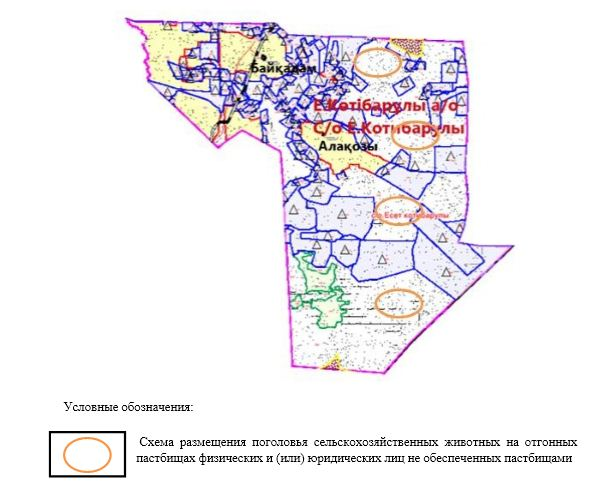 Байқадам
Е.Көтібарұлы а/о
С/о Е.Котибарулы
Алақозы
с/о Есет котибарулы
Условные обозначения:
Схема размещения поголовья сельскохозяйственных животных на отгонных
пастбищах физических и (или) юридических лиц не обеспеченных пастбищами